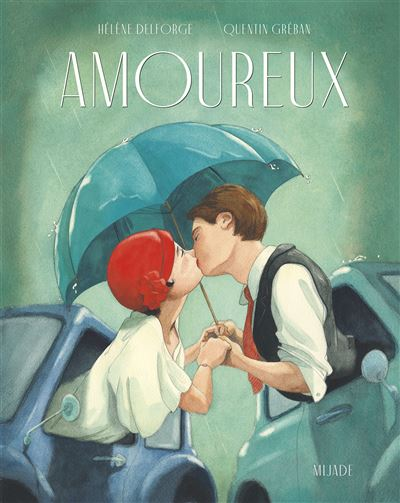 HÉLÈNE DELFORGE QUENTIN GRÉBAN
AMOUREUX
MIJADE